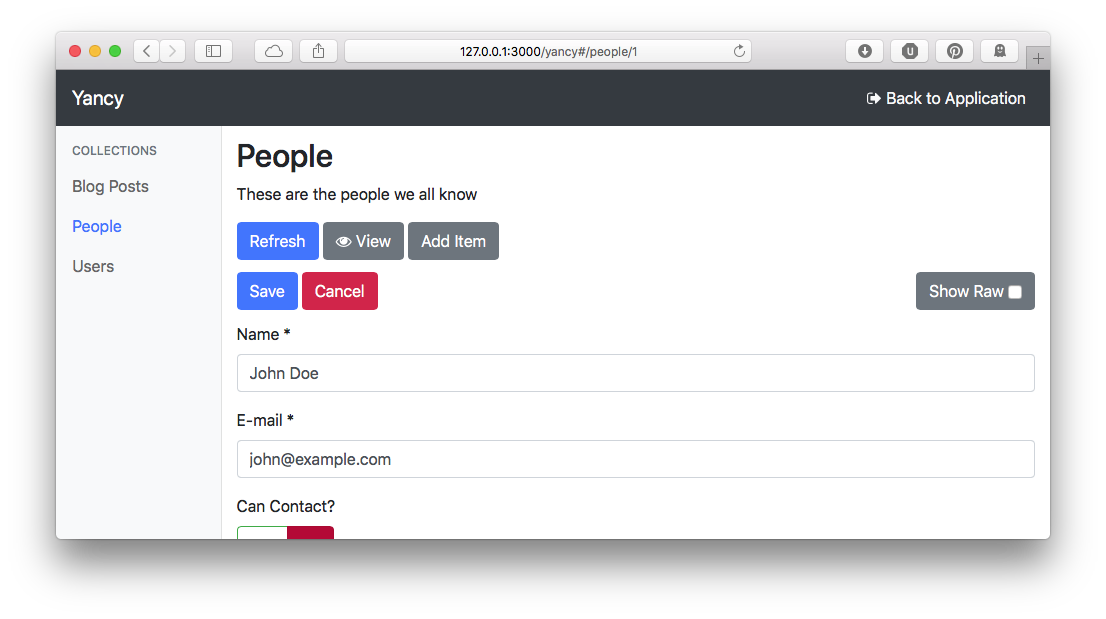 127.0.0.1:3000/yancy#/people/1
Yancy
Back to Application
COLLECTIONS
Blog Posts
People
Users
People
These are the people we all know
Refresh View Add Item
Save Cancel Show Raw
Name *
John Doe
E-mail *
john@example.com
Can Contact?